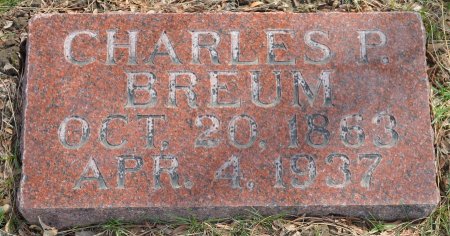 CHARLES P.
BREUM
OCT. 20, 1863
APR. 4, 1937